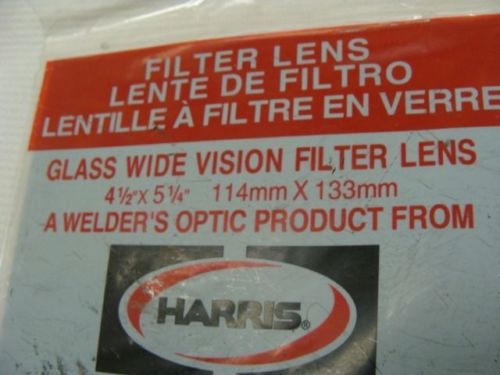 FILTER LENS
LENTE DE FILTRO
LENTILLE À FILTRE EN VERRE
GLASS WIDE VISION FILTER LENS
4½"X 5¼" 114mm X 133mm
A WELDER'S OPTIC PRODUCT FROM
HARRIS®